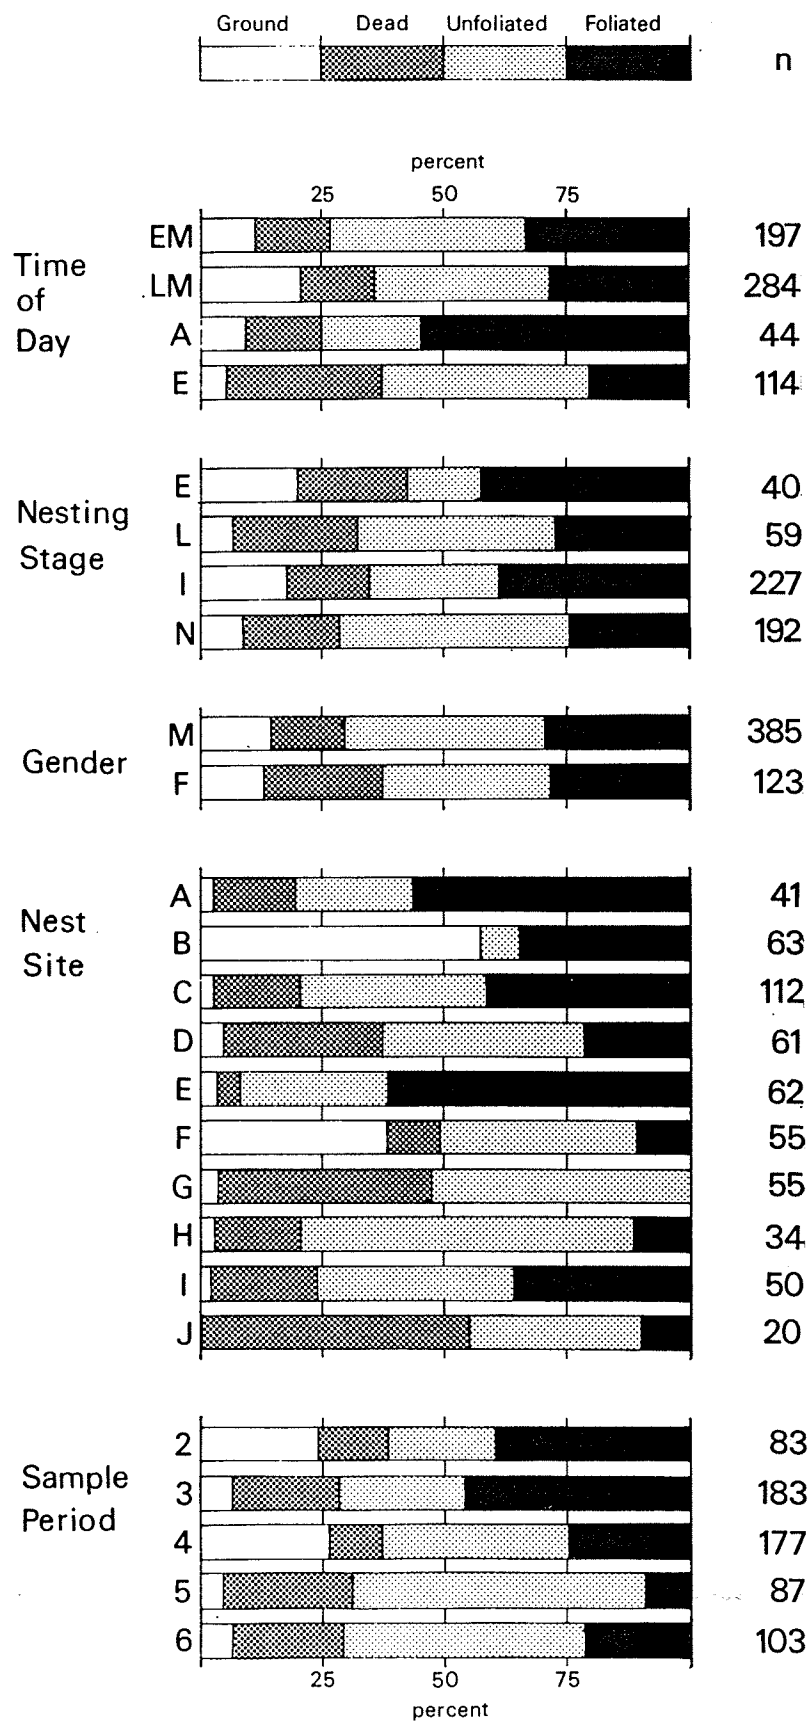 Ground Dead Unfoliated Foliated
n
percent
25 50 75
Time of Day
EM 197
LM 284
A 44
E 114
Nesting Stage
E 40
L 59
I 227
N 192
Gender
M 385
F 123
Nest Site
A 41
B 63
C 112
D 61
E 62
F 55
G 55
H 34
I 50
J 20
Sample Period
2 83
3 183
4 177
5 87
6 103
25 50 75
percent